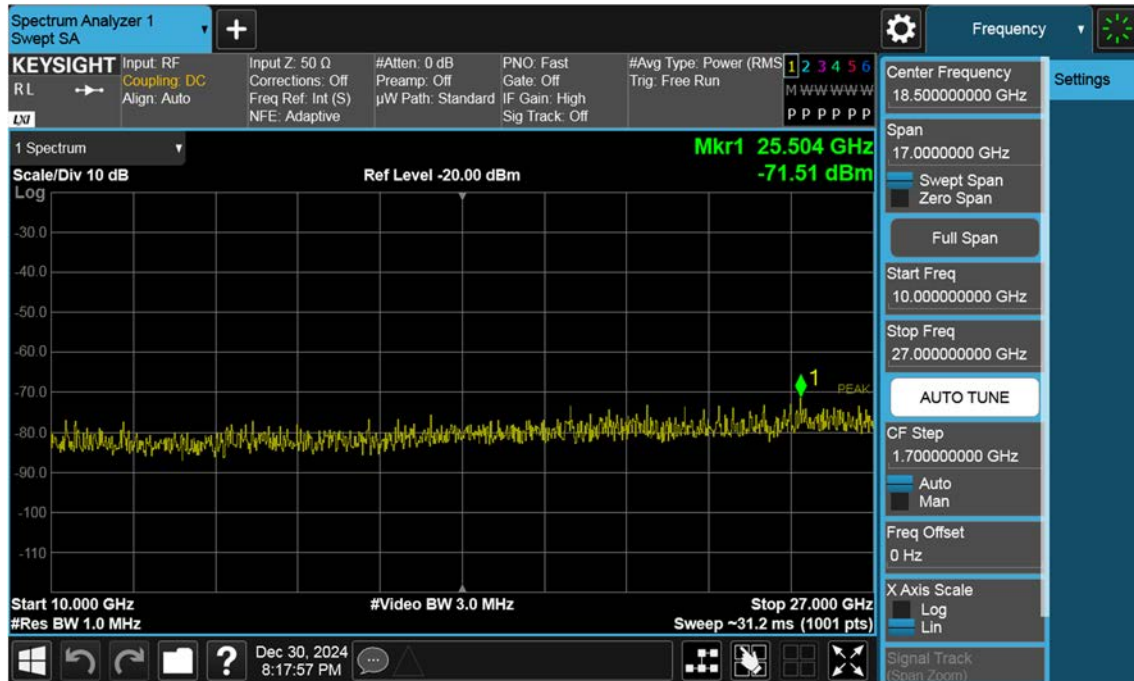 Spectrum Analyzer 1
Swept SA
Frequency
KEYSIGHT
RL
LXI
Input: RF
Coupling: DC
Align: Auto
Input Z: 50 Ω
Corrections: Off
Freq Ref: Int (S)
NFE: Adaptive
#Atten: 0 dB
Preamp: Off
µW Path: Standard
PNO: Fast
Gate: Off
IF Gain: High
Sig Track: Off
#Avg Type: Power (RMS
Trig: Free Run
1 2 3 4 5 6
M W W W W W
P P P P P P
1 Spectrum
Scale/Div 10 dB
Log
Ref Level -20.00 dBm
Mkr1 25.504 GHz
-71.51 dBm
-30.0
-40.0
-50.0
-60.0
-70.0
-80.0
-90.0
-100
-110
1
PEAK
Start 10.000 GHz
#Res BW 1.0 MHz
#Video BW 3.0 MHz
Stop 27.000 GHz
Sweep ~31.2 ms (1001 pts)
?
Dec 30, 2024
8:17:57 PM
Center Frequency
18.500000000 GHz
Span
17.0000000 GHz
Swept Span
Zero Span
Full Span
Start Freq
10.000000000 GHz
Stop Freq
27.000000000 GHz
AUTO TUNE
CF Step
1.700000000 GHz
Auto
Man
Freq Offset
0 Hz
X Axis Scale
Log
Lin
Signal Track
(Span Zoom)
Settings